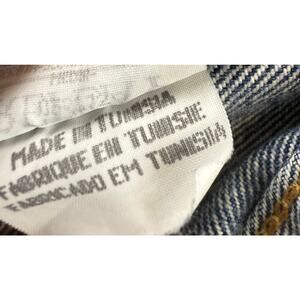 MADE IN TUNISIA
FABRIQUE EN TUNISIE
FABRICADO EM TUNISIA